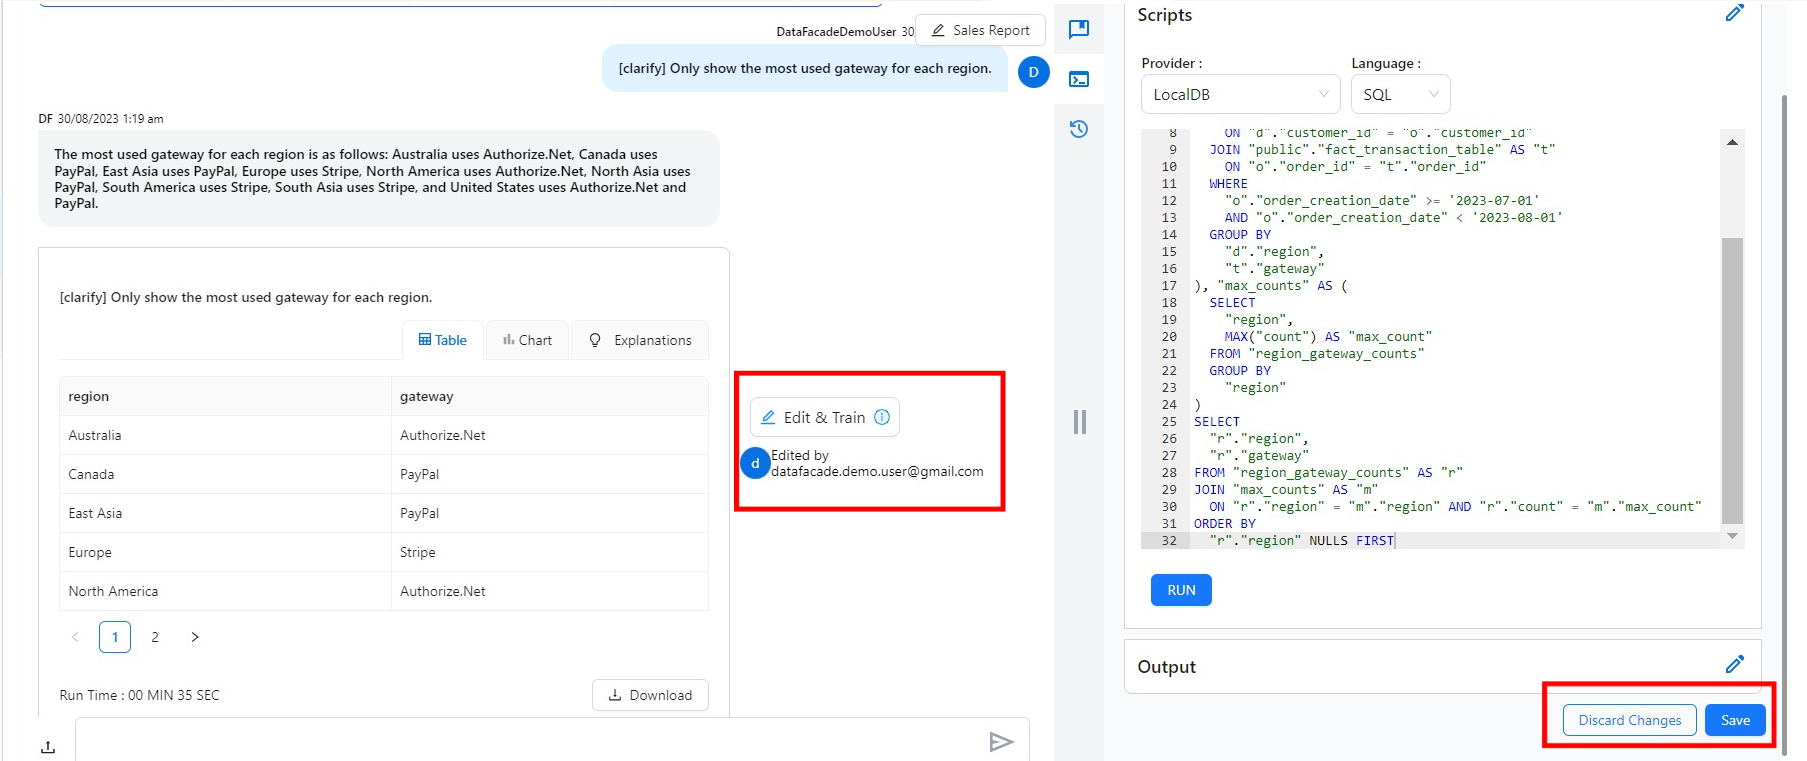 DataFacadeDemoUser 30/
Sales Report
[clarify] Only show the most used gateway for each region.
D
DF 30/08/2023 1:19 am
The most used gateway for each region is as follows: Australia uses Authorize.Net, Canada uses
PayPal, East Asia uses PayPal, Europe uses Stripe, North America uses Authorize.Net, North Asia uses
PayPal, South America uses Stripe, South Asia uses Stripe, and United States uses Authorize.Net and
PayPal.
[clarify] Only show the most used gateway for each region.
Table Chart Explanations
region gateway
Australia Authorize.Net
Canada PayPal
East Asia PayPal
Europe Stripe
North America Authorize.Net
< 1 2 >
Run Time : 00 MIN 35 SEC
Download
Edit & Train
d
Edited by
datafacade.demo.user@gmail.com
Scripts
Provider : Language :
LocalDB SQL
8 ON "d"."customer_id" = "o"."customer_id"
9 JOIN "public"."fact_transaction_table" AS "t"
10 ON "o"."order_id" = "t"."order_id"
11 WHERE
12 "o"."order_creation_date" >= '2023-07-01'
13 AND "o"."order_creation_date" < '2023-08-01'
14 GROUP BY
15 "d"."region",
16 "t"."gateway"
17 ), "max_counts" AS (
18 SELECT
19 "region",
20 MAX("count") AS "max_count"
21 FROM "region_gateway_counts"
22 GROUP BY
23 "region"
24 )
25 SELECT
26 "r"."region",
27 "r"."gateway"
28 FROM "region_gateway_counts" AS "r"
29 JOIN "max_counts" AS "m"
30 ON "r"."region" = "m"."region" AND "r"."count" = "m"."max_count"
31 ORDER BY
32 "r"."region" NULLS FIRST
RUN
Output
Discard Changes Save